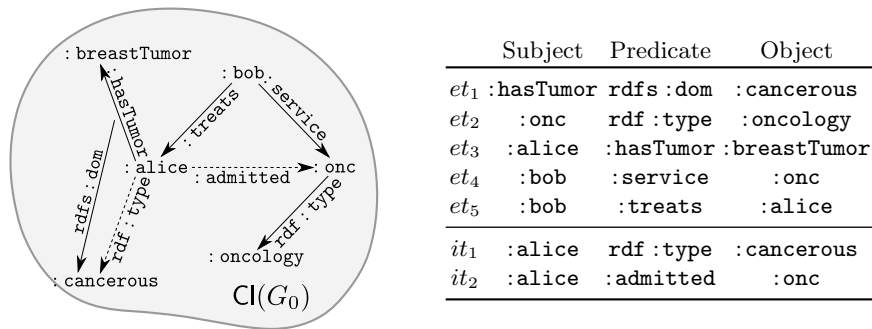 :breastTumor
:hasTumor
:bob
:treats
:service
:alice
:admitted
:onc
rdfs:dom
rdf:type
rdf:type
:oncology
:cancerous
Cl(G₀)
Subject Predicate Object
et₁ :hasTumor rdfs:dom :cancerous
et₂ :onc rdf:type :oncology
et₃ :alice :hasTumor :breastTumor
et₄ :bob :service :onc
et₅ :bob :treats :alice
it₁ :alice rdf:type :cancerous
it₂ :alice :admitted :onc